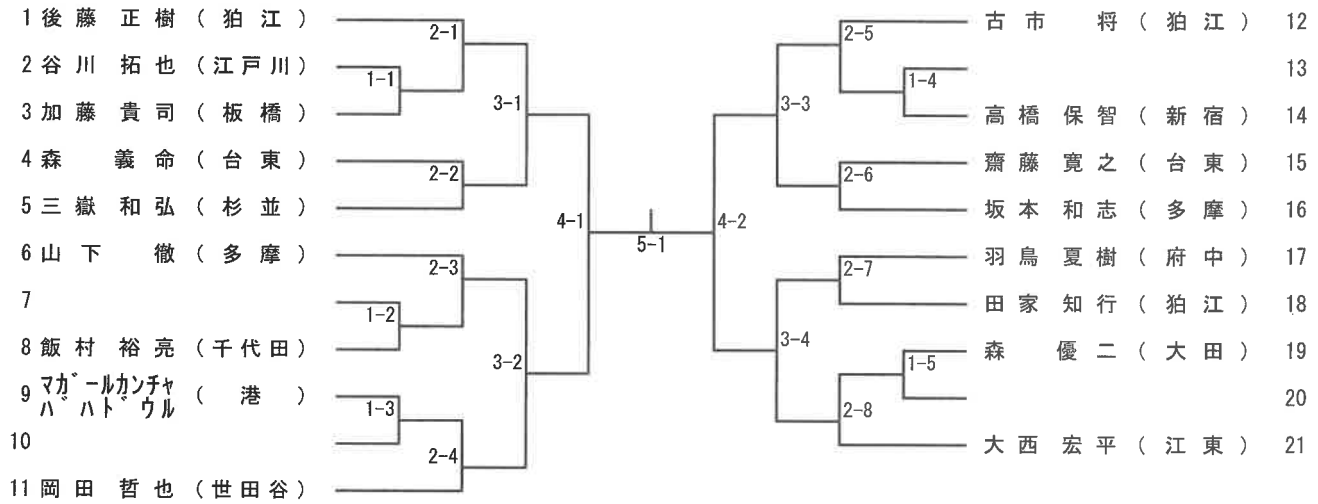 1 後藤 正樹 (狛江)
2 谷川 拓也 (江戸川)
3 加藤 貴司 (板橋)
4 森 義命 (台東)
5 三嶽 和弘 (杉並)
6 山下 徹 (多摩)
7
8 飯村 裕亮 (千代田)
9 マガールカンチャ
バハドウル (港)
10
11 岡田 哲也 (世田谷)
2-1
1-1
3-1
2-2
4-1
2-3
1-2
3-2
1-3
2-4
5-1
2-5
1-4
3-3
2-6
4-2
2-7
3-4
1-5
2-8
古市 将 (狛江) 12
13
高橋 保智 (新宿) 14
齋藤 寛之 (台東) 15
坂本 和志 (多摩) 16
羽鳥 夏樹 (府中) 17
田家 知行 (狛江) 18
森 優二 (大田) 19
20
大西 宏平 (江東) 21